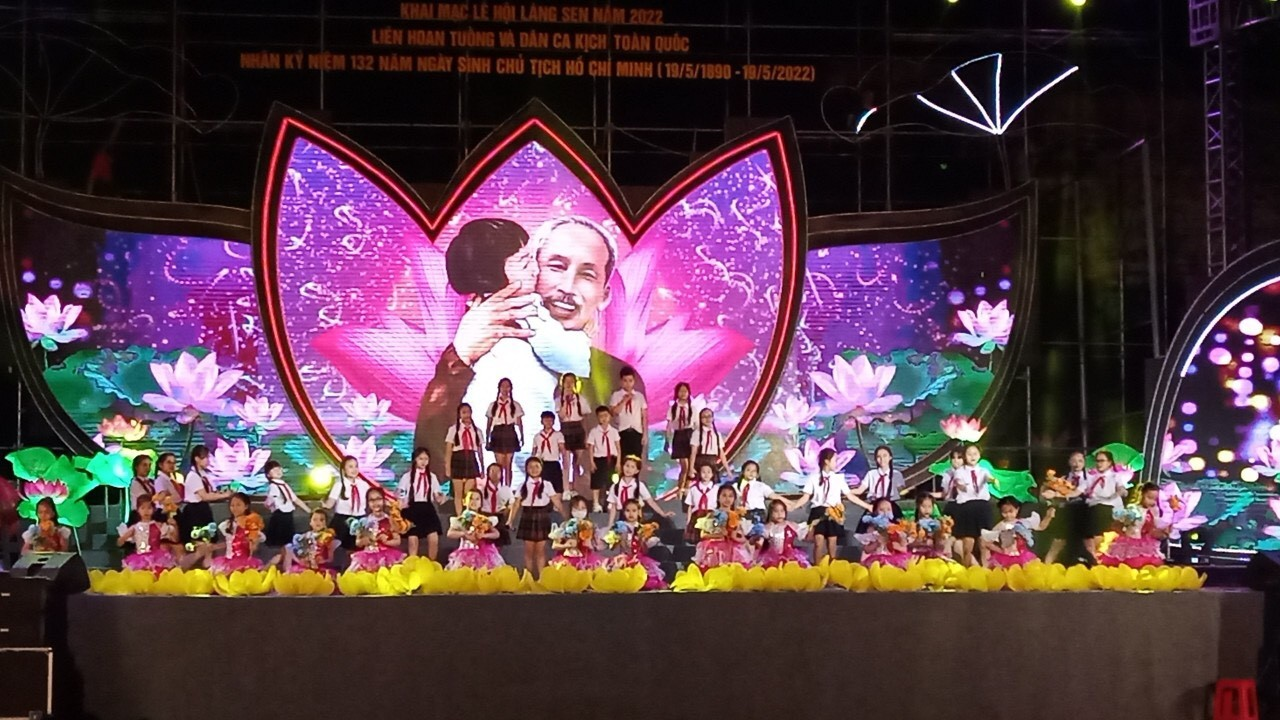 KHAI MẠC LỄ HỘI LÀNG SEN NĂM 2022
LIÊN HOAN TUỒNG VÀ DÂN CA KỊCH TOÀN QUỐC
NHÂN KỶ NIỆM 132 NĂM NGÀY SINH CHỦ TỊCH HỒ CHÍ MINH (19/5/1890 -19/5/2022)